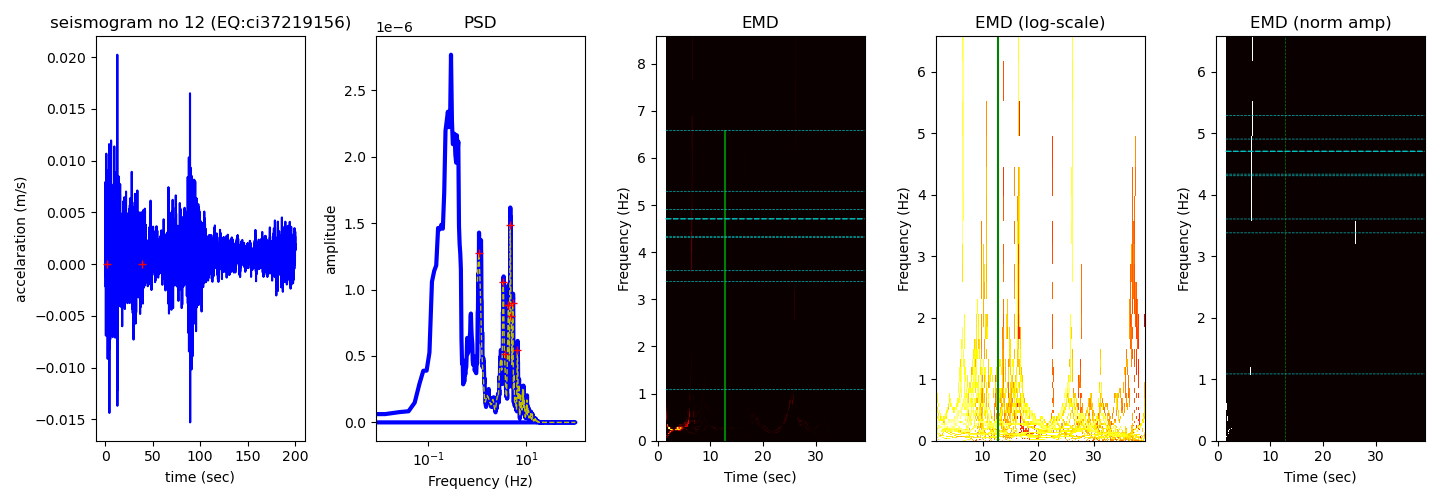 seismogram no 12 (EQ:ci37219156)
accelaration (m/s)
0.020
0.015
0.010
0.005
0.000
−0.005
−0.010
−0.015
0 50 100 150 200
time (sec)
PSD
1e−6
amplitude
2.5
2.0
1.5
1.0
0.5
0.0
10⁻¹ 10¹
Frequency (Hz)
EMD
Frequency (Hz)
8
7
6
5
4
3
2
1
0
0 10 20 30
Time (sec)
EMD (log-scale)
Frequency (Hz)
6
5
4
3
2
1
0
10 20 30
Time (sec)
EMD (norm amp)
Frequency (Hz)
6
5
4
3
2
1
0
0 10 20 30
Time (sec)